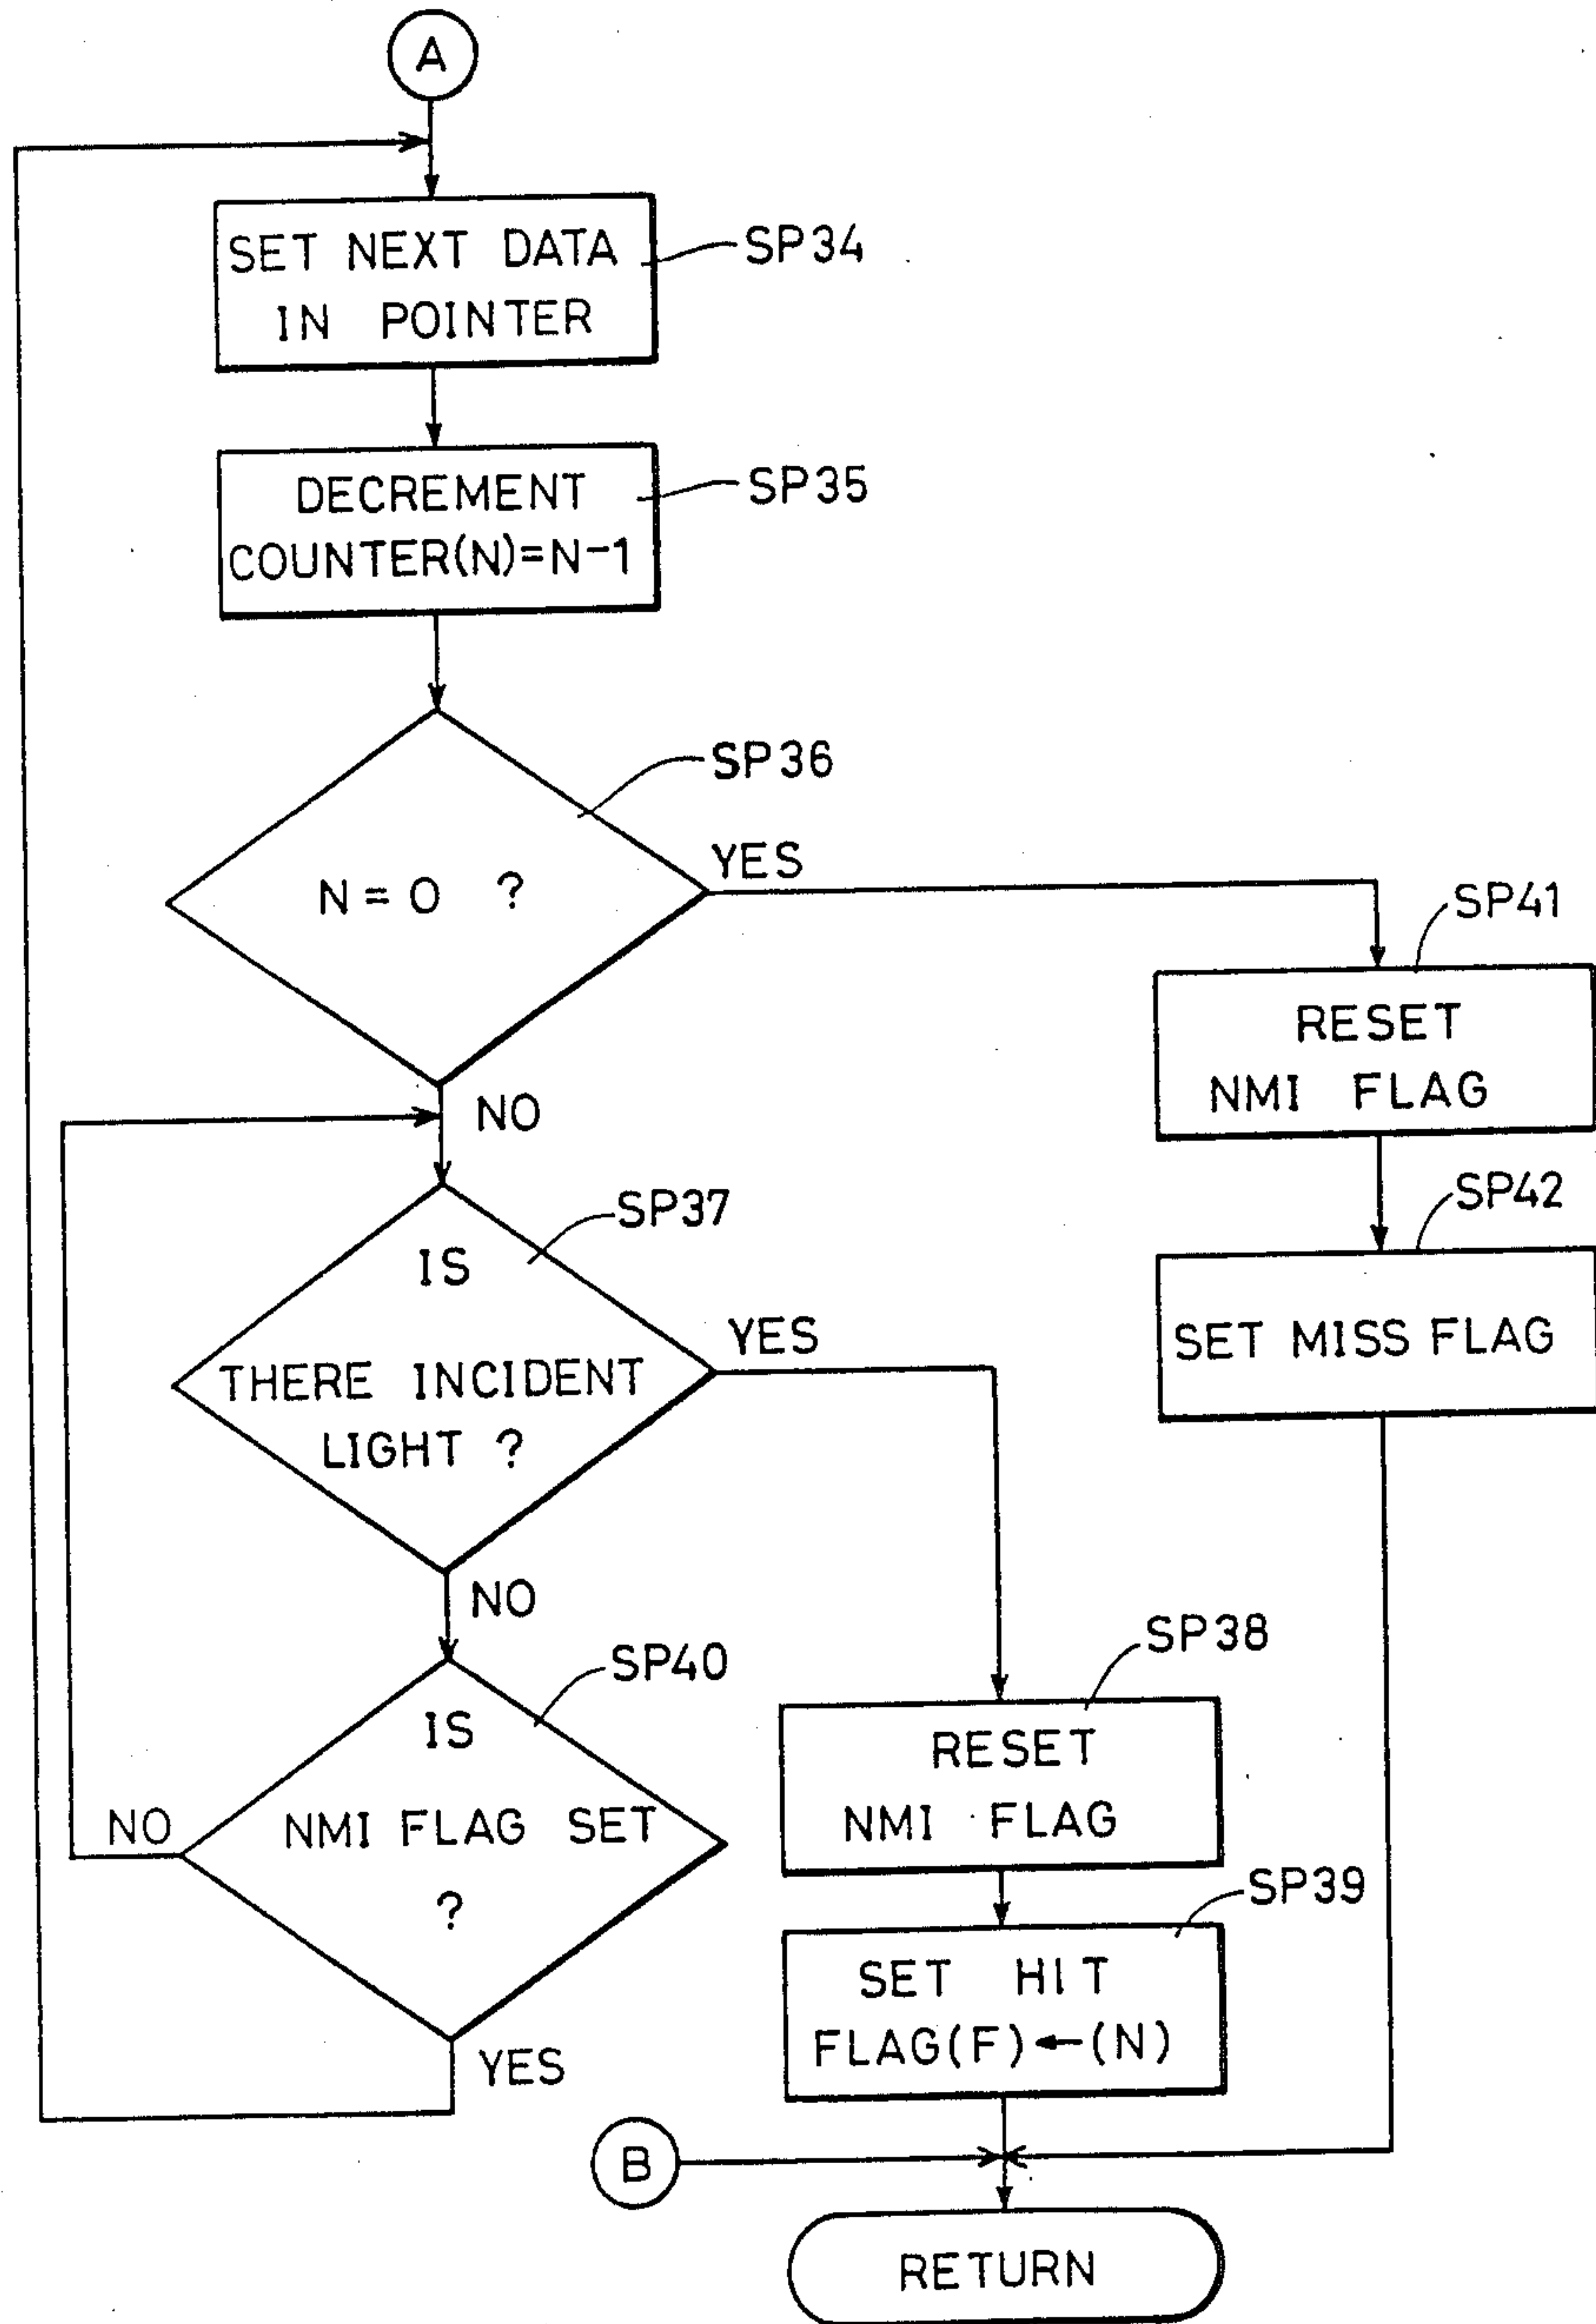 A
SET NEXT DATA
IN POINTER
SP34
DECREMENT
COUNTER(N)=N-1
SP35
SP36
N = 0 ?
YES
SP41
RESET
NMI FLAG
NO
SP42
SET MISS FLAG
SP37
IS
THERE INCIDENT
LIGHT ?
YES
NO
SP38
RESET
NMI FLAG
SP40
IS
NMI FLAG SET
?
NO
YES
SP39
SET HIT
FLAG(F)←(N)
B
RETURN